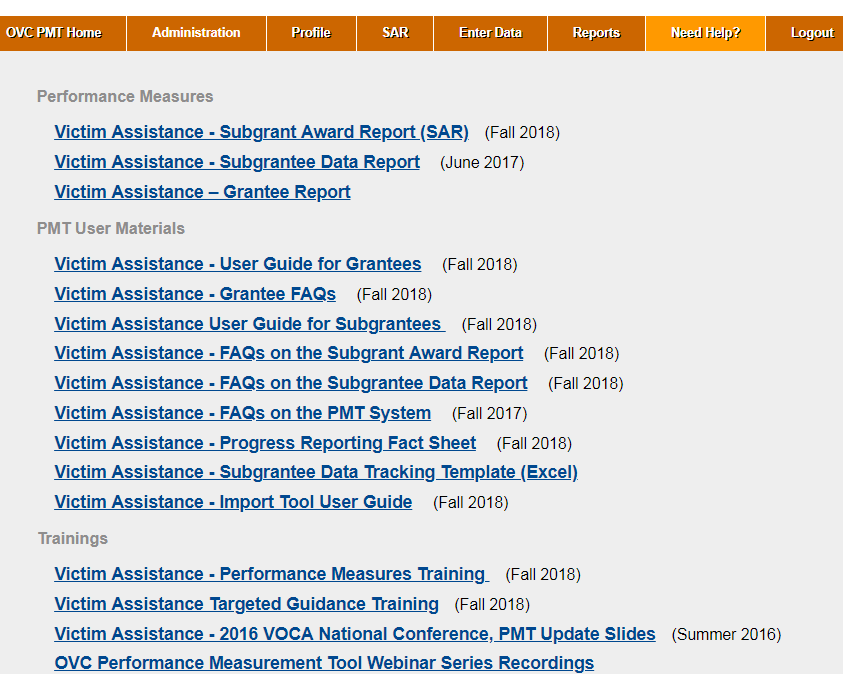 OVC PMT Home Administration Profile SAR Enter Data Reports Need Help? Logout
Performance Measures
Victim Assistance - Subgrant Award Report (SAR) (Fall 2018)
Victim Assistance - Subgrantee Data Report (June 2017)
Victim Assistance – Grantee Report
PMT User Materials
Victim Assistance - User Guide for Grantees (Fall 2018)
Victim Assistance - Grantee FAQs (Fall 2018)
Victim Assistance User Guide for Subgrantees (Fall 2018)
Victim Assistance - FAQs on the Subgrant Award Report (Fall 2018)
Victim Assistance - FAQs on the Subgrantee Data Report (Fall 2018)
Victim Assistance - FAQs on the PMT System (Fall 2017)
Victim Assistance - Progress Reporting Fact Sheet (Fall 2018)
Victim Assistance - Subgrantee Data Tracking Template (Excel)
Victim Assistance - Import Tool User Guide (Fall 2018)
Trainings
Victim Assistance - Performance Measures Training (Fall 2018)
Victim Assistance Targeted Guidance Training (Fall 2018)
Victim Assistance - 2016 VOCA National Conference, PMT Update Slides (Summer 2016)
OVC Performance Measurement Tool Webinar Series Recordings